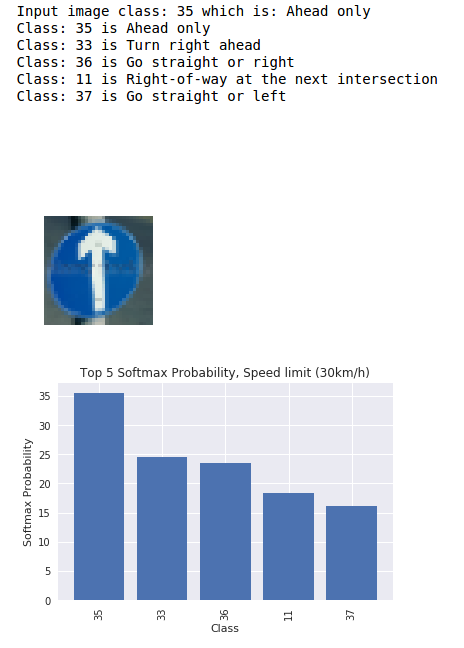 Input image class: 35 which is: Ahead only
Class: 35 is Ahead only
Class: 33 is Turn right ahead
Class: 36 is Go straight or right
Class: 11 is Right-of-way at the next intersection
Class: 37 is Go straight or left
Top 5 Softmax Probability, Speed limit (30km/h)
35
30
25
20
15
10
5
0
Softmax Probability
35
33
36
11
37
Class